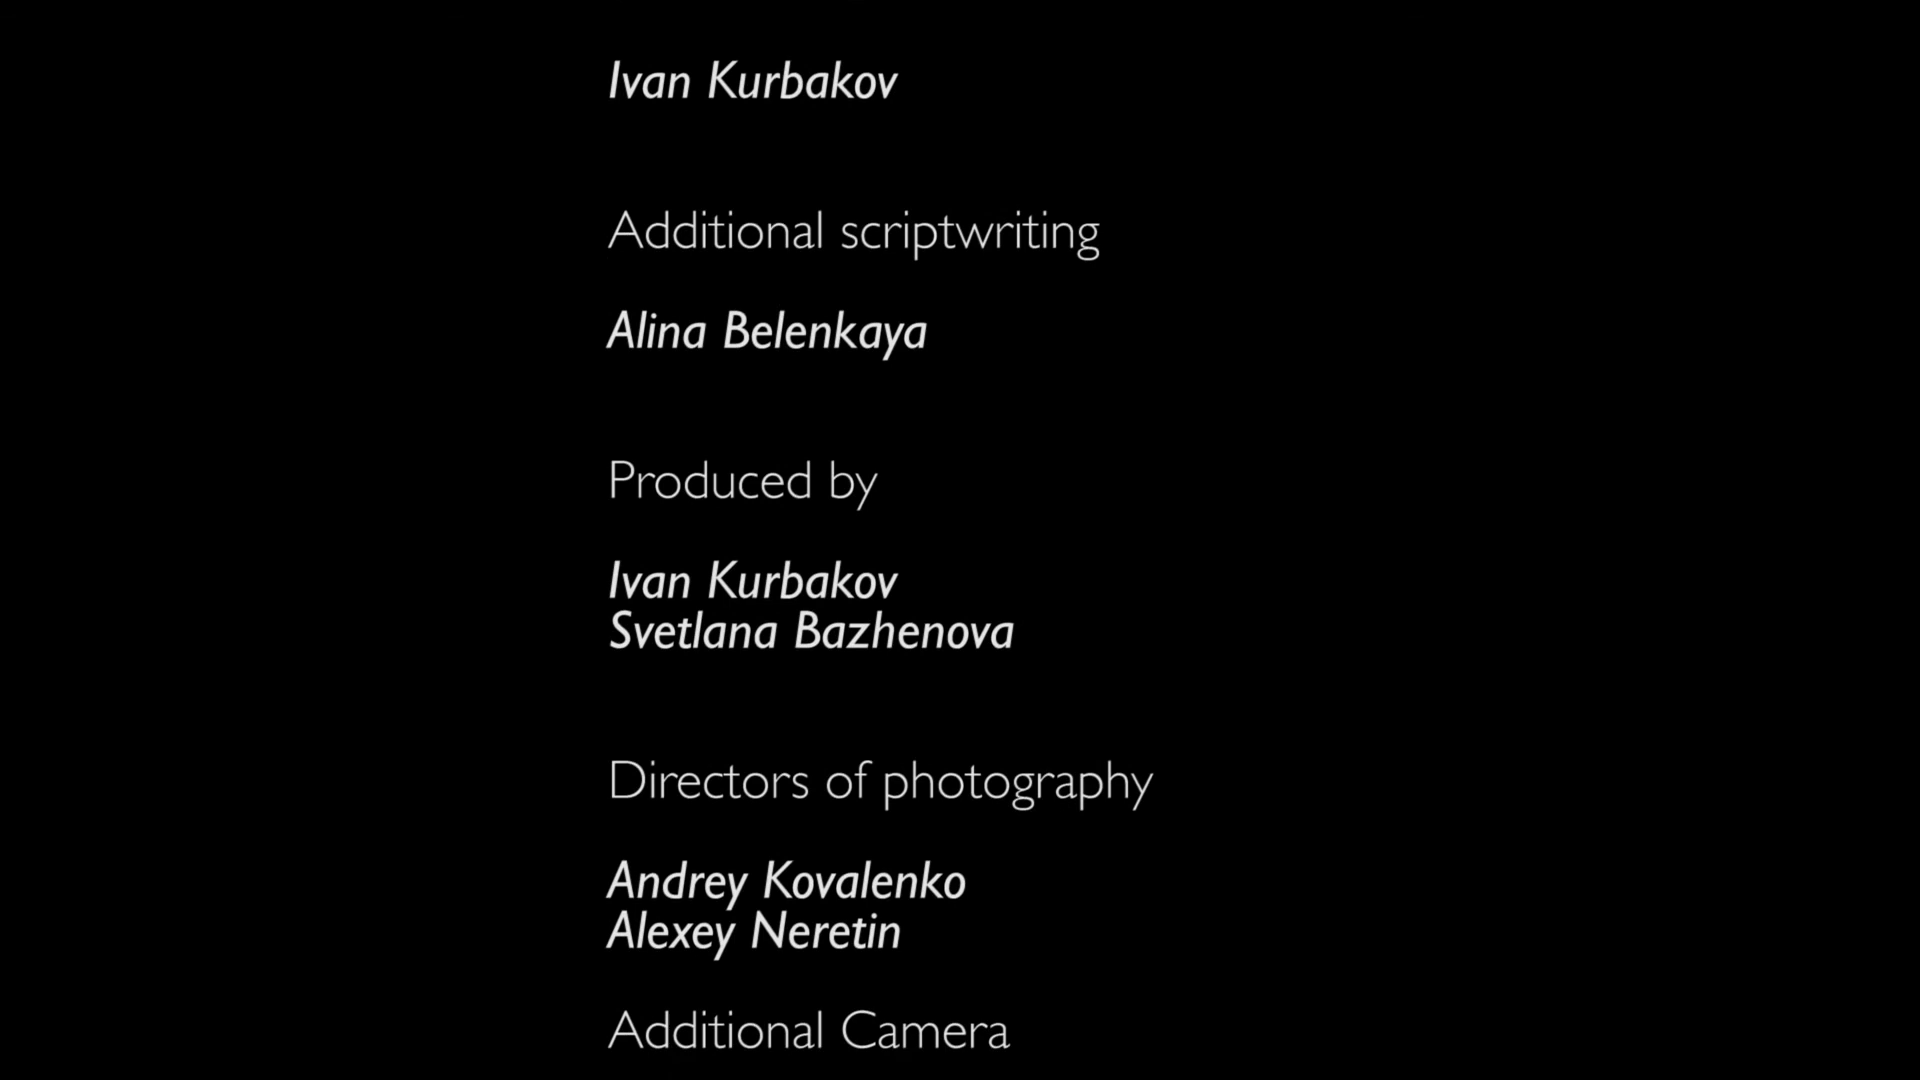 Ivan Kurbakov
Additional scriptwriting
Alina Belenkaya
Produced by
Ivan Kurbakov
Svetlana Bazhenova
Directors of photography
Andrey Kovalenko
Alexey Neretin
Additional Camera